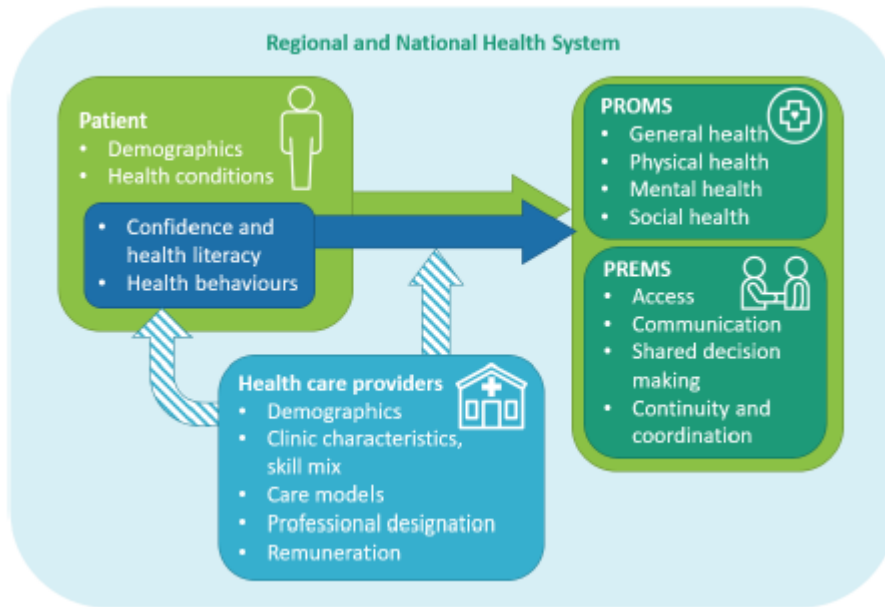 Regional and National Health System
Patient
• Demographics
• Health conditions
• Confidence and
health literacy
• Health behaviours
PROMS
• General health
• Physical health
• Mental health
• Social health
PREMS
• Access
• Communication
• Shared decision
making
• Continuity and
coordination
Health care providers
• Demographics
• Clinic characteristics,
skill mix
• Care models
• Professional designation
• Remuneration